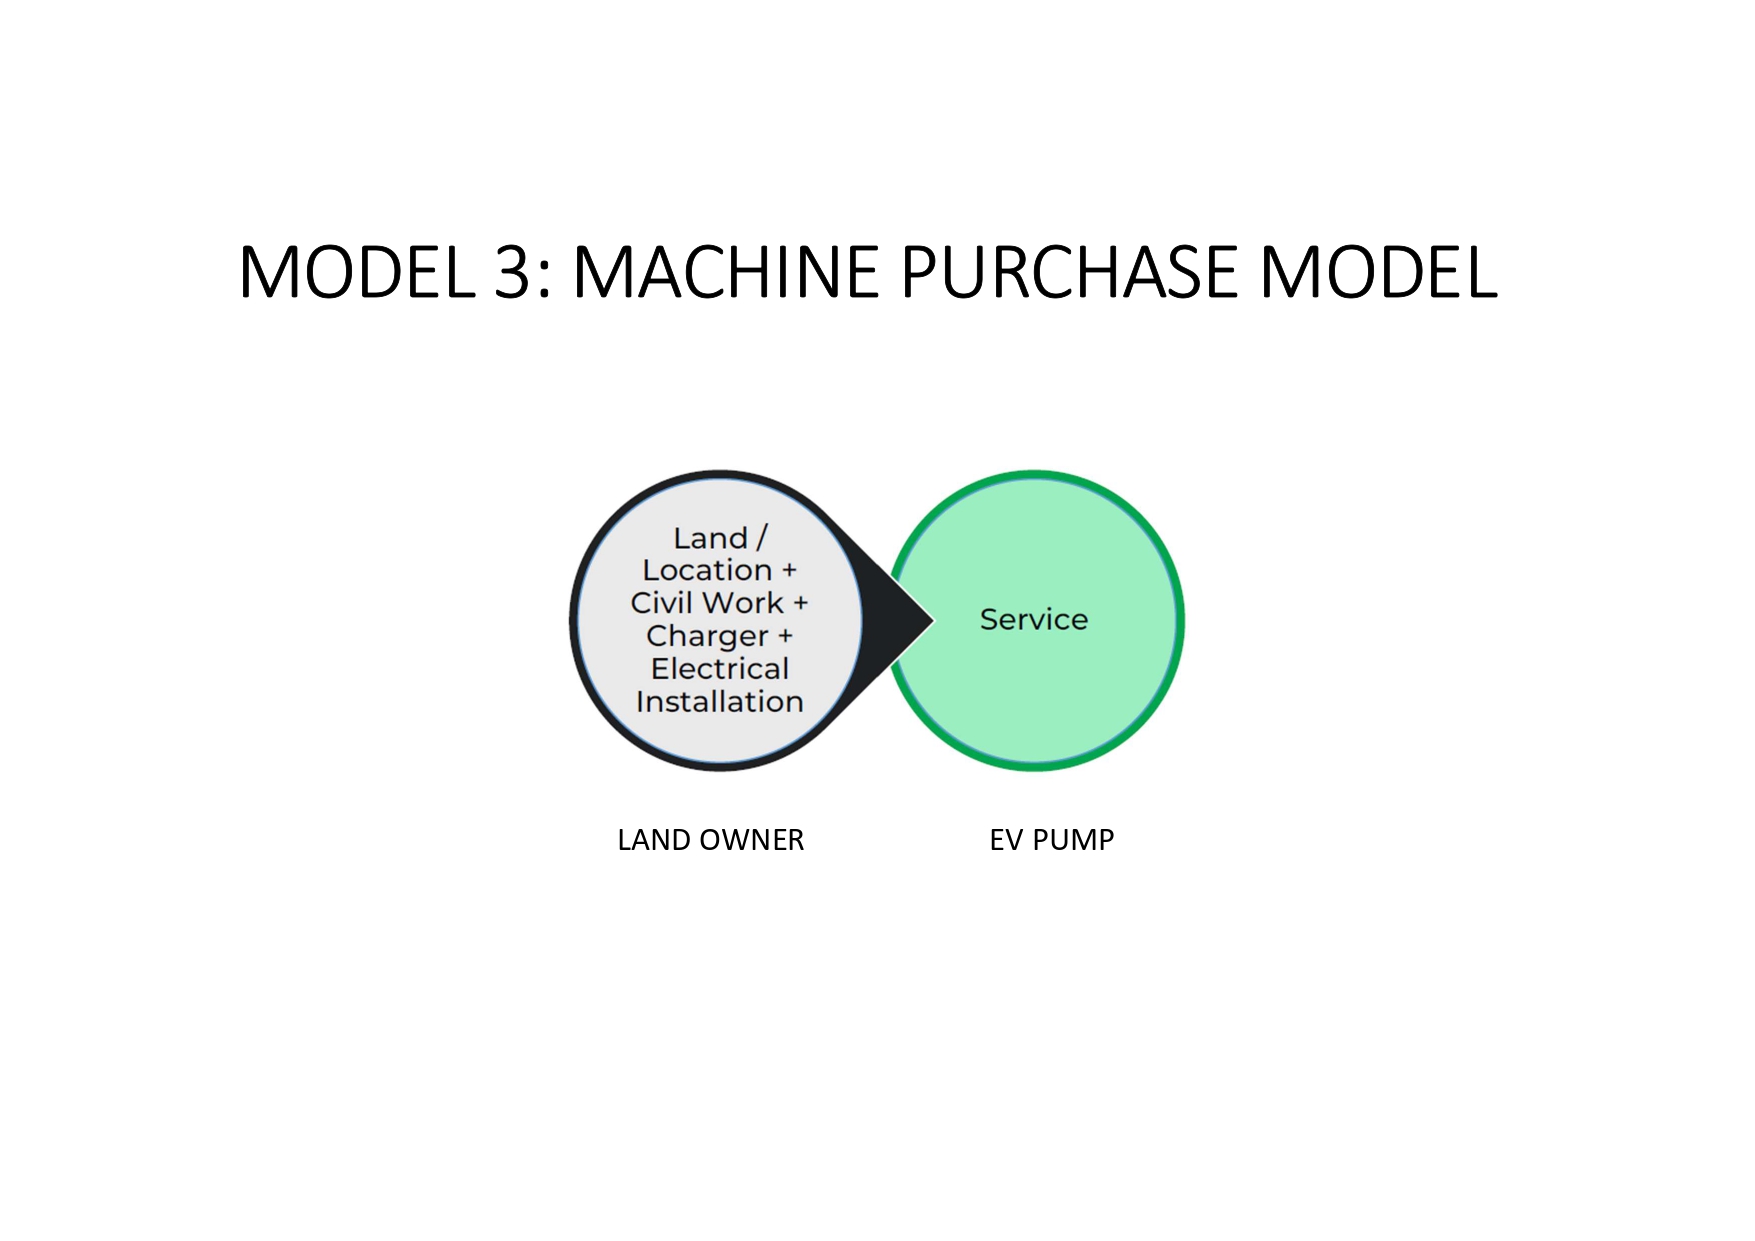 MODEL 3: MACHINE PURCHASE MODEL
Land /
Location +
Civil Work +
Charger +
Electrical
Installation
Service
LAND OWNER
EV PUMP